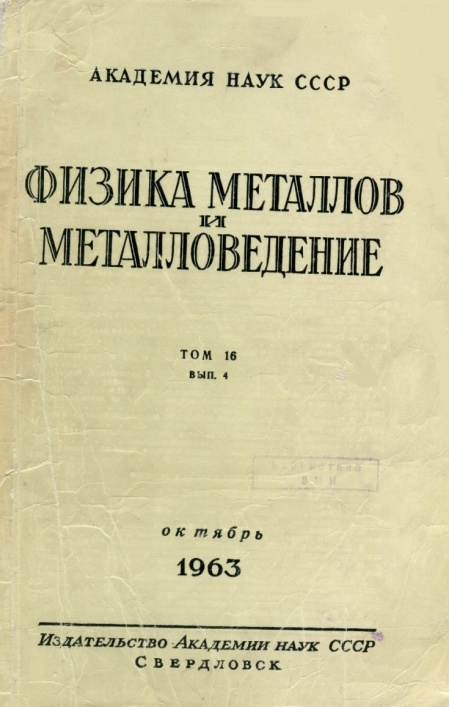 АКАДЕМИЯ НАУК СССР
ФИЗИКА МЕТАЛЛОВ
И
МЕТАЛЛОВЕДЕНИЕ
ТОМ 16
ВЫП. 4
октябрь
1963
ИЗДАТЕЛЬСТВО АКАДЕМИИ НАУК СССР
СВЕРДЛОВСК